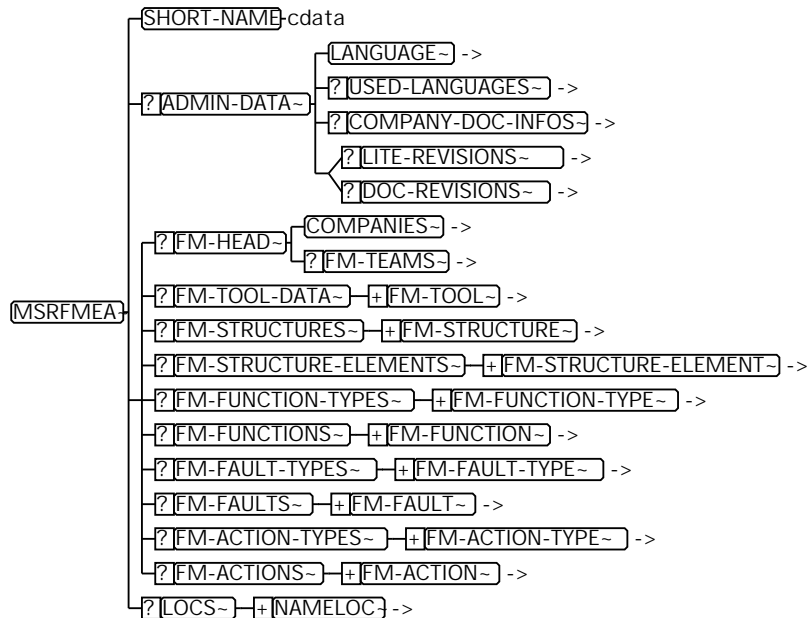 SHORT-NAME cdata
LANGUAGE~ ->
? USED-LANGUAGES~ ->
? ADMIN-DATA~
? COMPANY-DOC-INFOS~ ->
? LITE-REVISIONS~ ->
? DOC-REVISIONS~ ->
COMPANIES~ ->
? FM-HEAD~
? FM-TEAMS~ ->
? FM-TOOL-DATA~ + FM-TOOL~ ->
MSRFMEA
? FM-STRUCTURES~ + FM-STRUCTURE~ ->
? FM-STRUCTURE-ELEMENTS~ + FM-STRUCTURE-ELEMENT~ ->
? FM-FUNCTION-TYPES~ + FM-FUNCTION-TYPE~ ->
? FM-FUNCTIONS~ + FM-FUNCTION~ ->
? FM-FAULT-TYPES~ + FM-FAULT-TYPE~ ->
? FM-FAULTS~ + FM-FAULT~ ->
? FM-ACTION-TYPES~ + FM-ACTION-TYPE~ ->
? FM-ACTIONS~ + FM-ACTION~ ->
? LOCS~ + NAMELOC ->